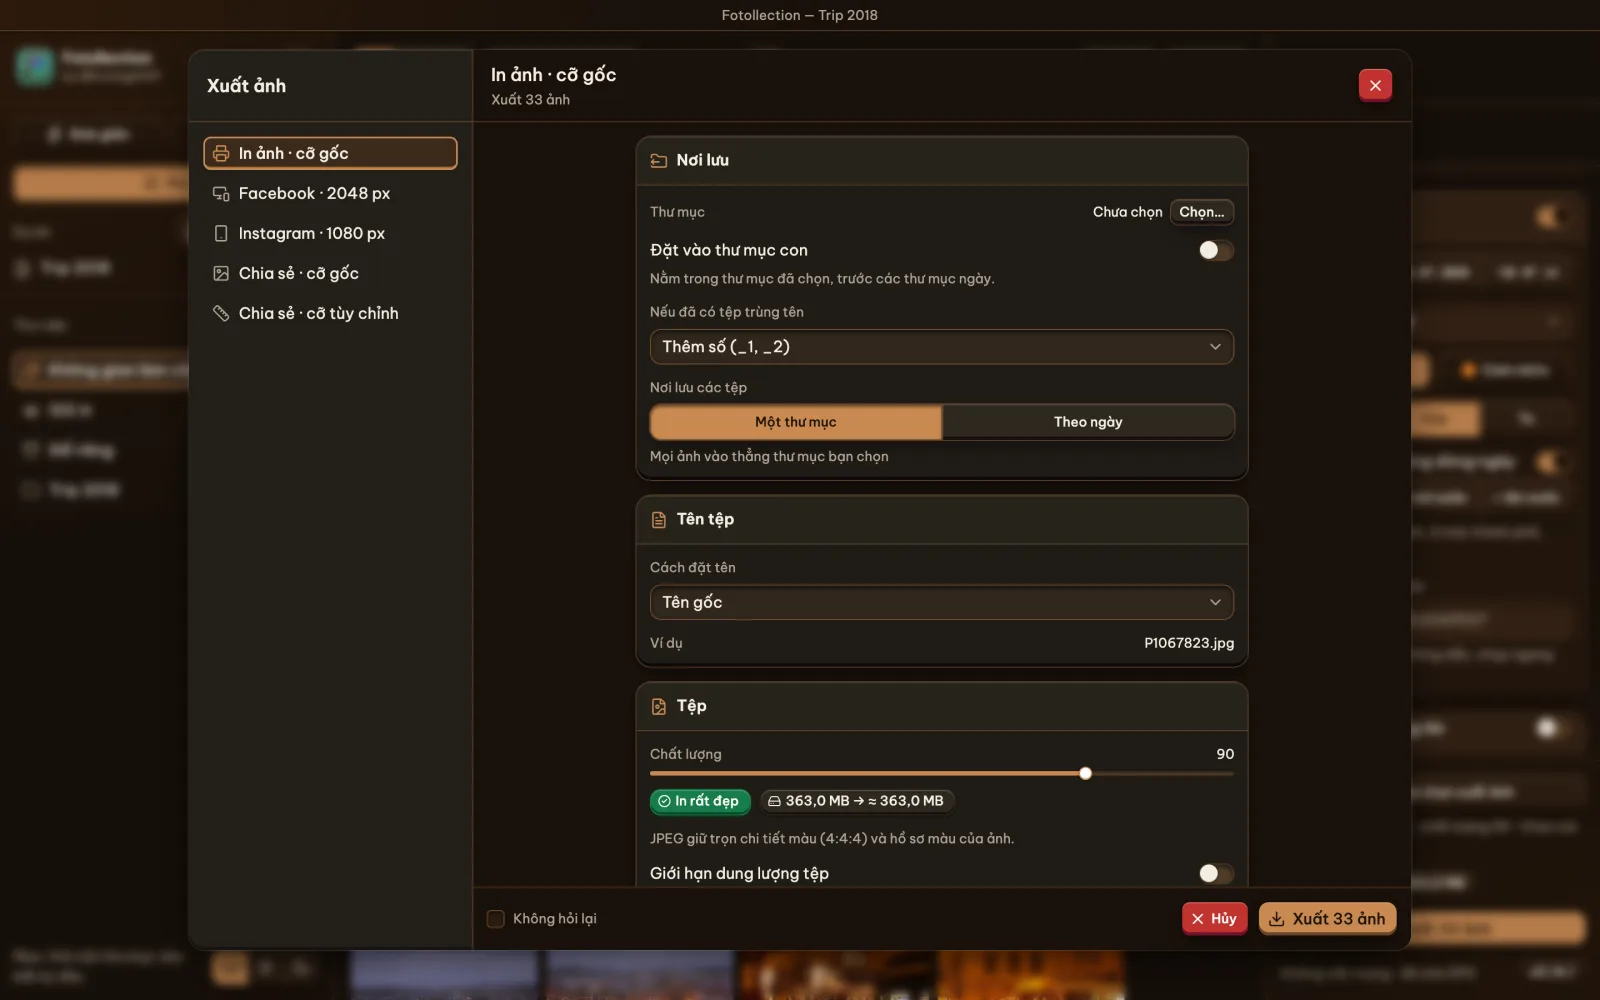 Fotollection — Trip 2018
Xuất ảnh
In ảnh · cỡ gốc
Facebook · 2048 px
Instagram · 1080 px
Chia sẻ · cỡ gốc
Chia sẻ · cỡ tùy chỉnh
In ảnh · cỡ gốc
Xuất 33 ảnh
Nơi lưu
Thư mục
Chưa chọn
Chọn...
Đặt vào thư mục con
Nằm trong thư mục đã chọn, trước các thư mục ngày.
Nếu đã có tệp trùng tên
Thêm số (_1, _2)
Nơi lưu các tệp
Một thư mục
Theo ngày
Mọi ảnh vào thẳng thư mục bạn chọn
Tên tệp
Cách đặt tên
Tên gốc
Ví dụ
P1067823.jpg
Tệp
Chất lượng
90
In rất đẹp
363,0 MB → ≈ 363,0 MB
JPEG giữ trọn chi tiết màu (4:4:4) và hồ sơ màu của ảnh.
Giới hạn dung lượng tệp
Không hỏi lại
Hủy
Xuất 33 ảnh